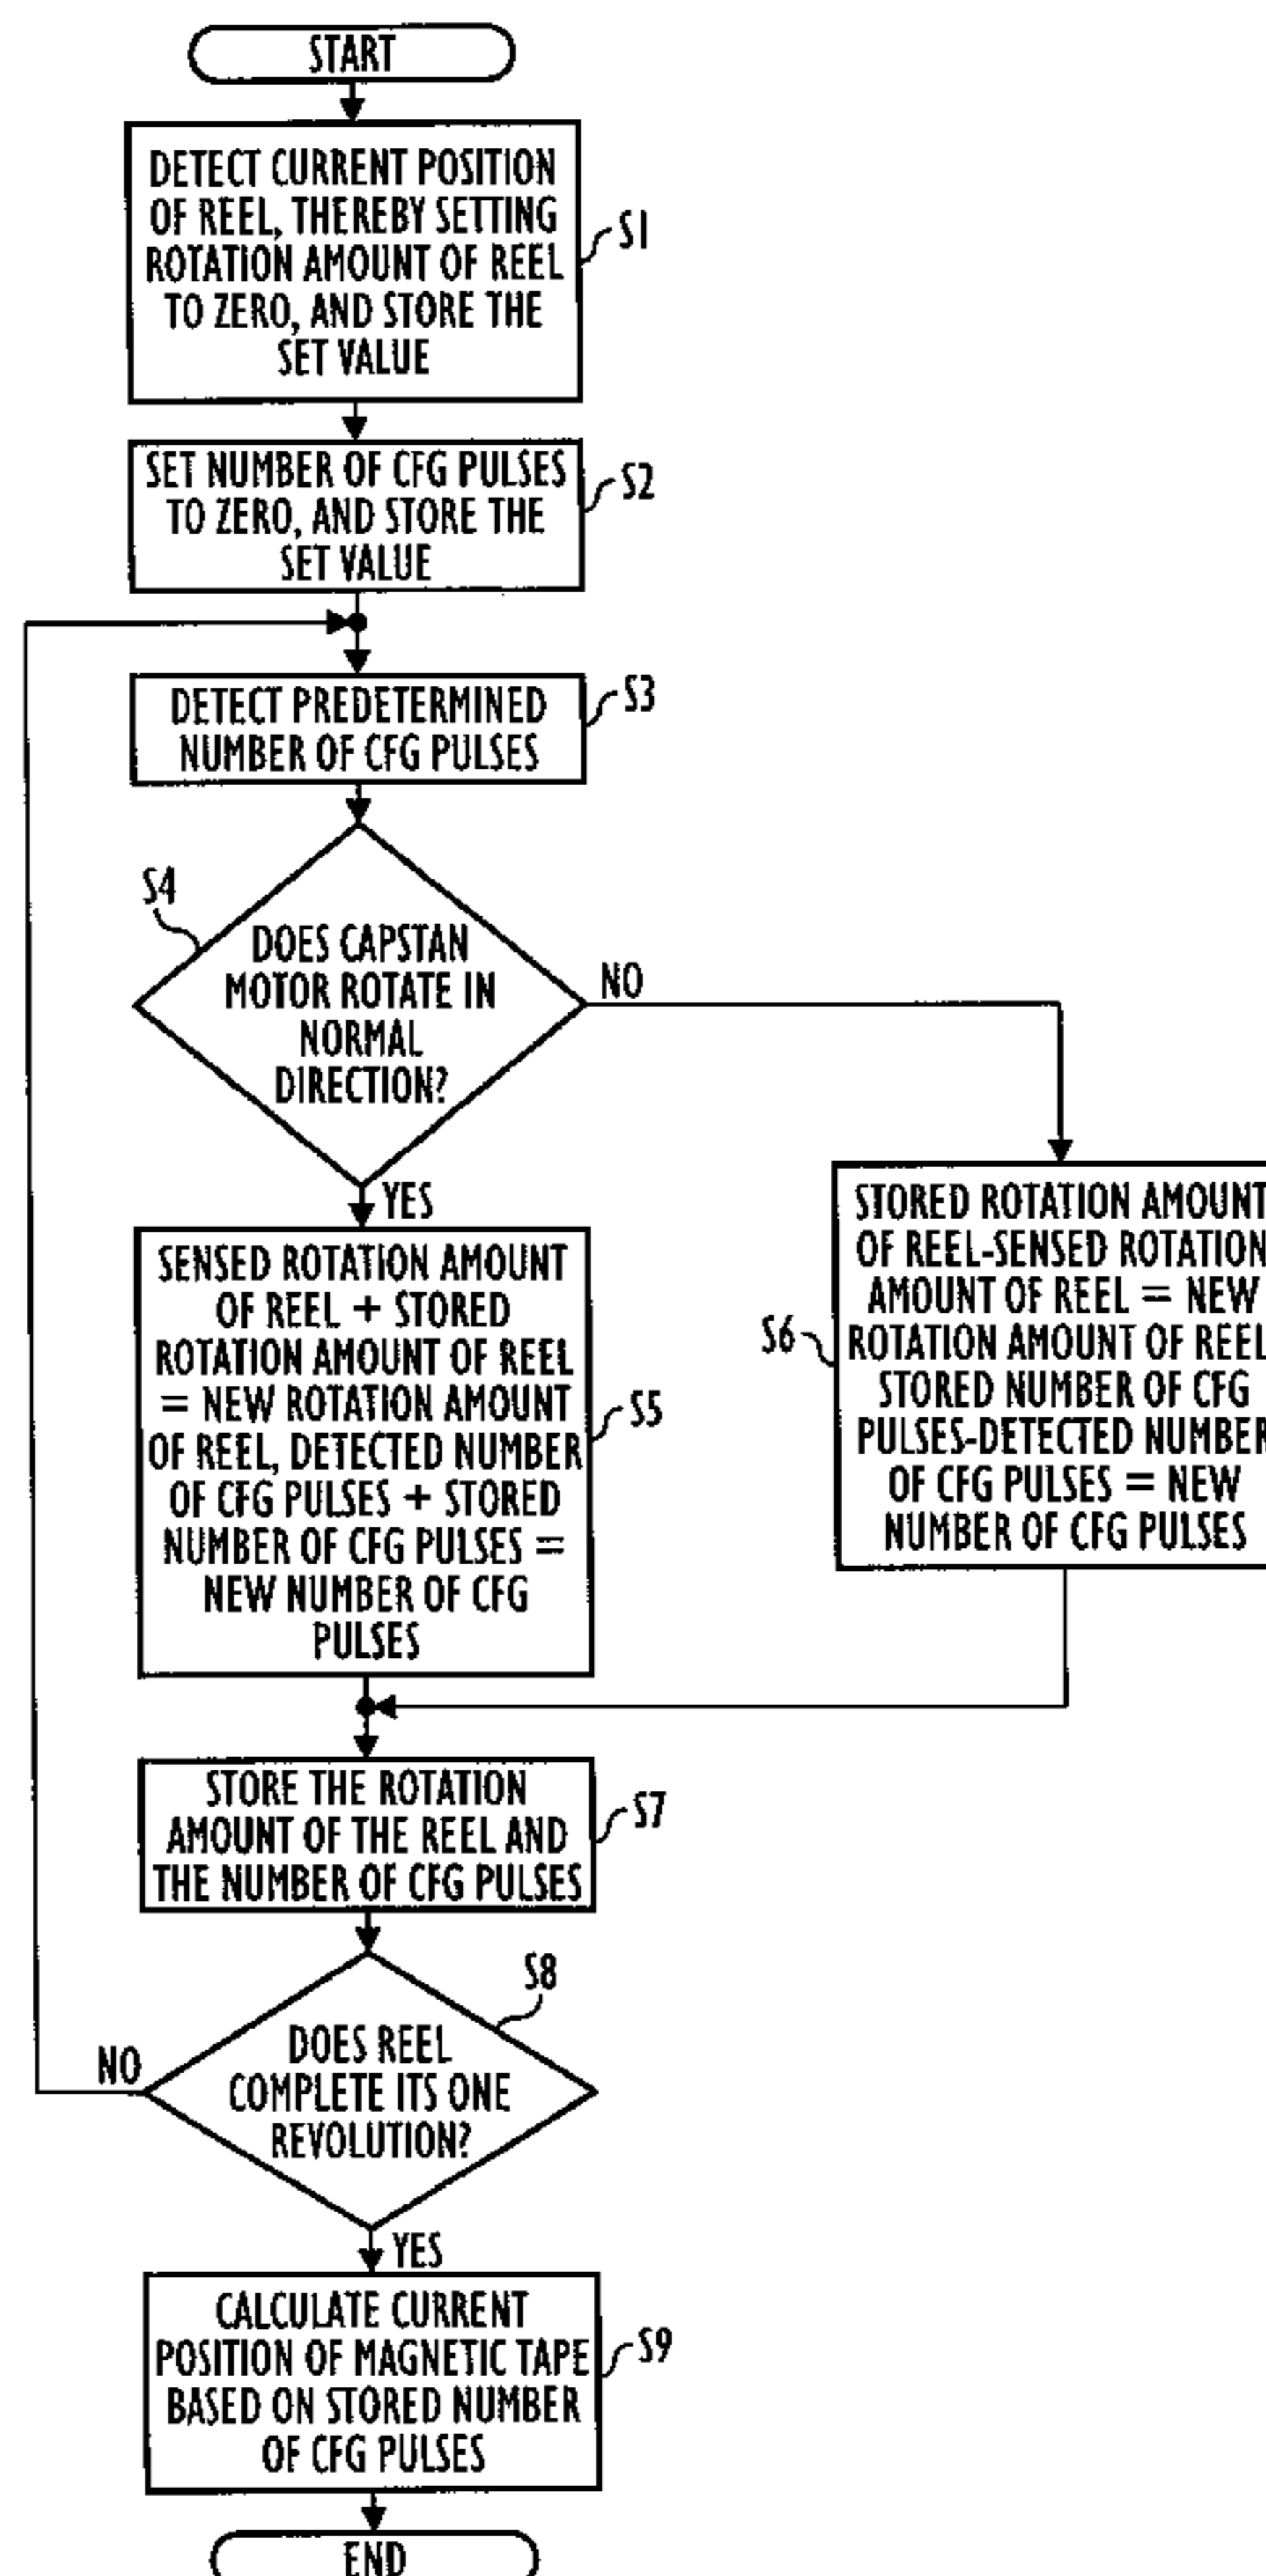 START
DETECT CURRENT POSITION
OF REEL, THEREBY SETTING
ROTATION AMOUNT OF REEL
TO ZERO, AND STORE THE
SET VALUE
S1
SET NUMBER OF CFG PULSES
TO ZERO, AND STORE THE
SET VALUE
S2
DETECT PREDETERMINED
NUMBER OF CFG PULSES
S3
S4
DOES CAPSTAN
MOTOR ROTATE IN
NORMAL
DIRECTION?
NO
YES
SENSED ROTATION AMOUNT
OF REEL + STORED
ROTATION AMOUNT OF REEL
= NEW ROTATION AMOUNT
OF REEL, DETECTED NUMBER
OF CFG PULSES + STORED
NUMBER OF CFG PULSES =
NEW NUMBER OF CFG
PULSES
S5
S6
STORED ROTATION AMOUNT
OF REEL-SENSED ROTATION
AMOUNT OF REEL = NEW
ROTATION AMOUNT OF REEL
STORED NUMBER OF CFG
PULSES-DETECTED NUMBER
OF CFG PULSES = NEW
NUMBER OF CFG PULSES
STORE THE ROTATION
AMOUNT OF THE REEL AND
THE NUMBER OF CFG PULSES
S7
S8
DOES REEL
COMPLETE ITS ONE
REVOLUTION?
NO
YES
CALCULATE CURRENT
POSITION OF MAGNETIC TAPE
BASED ON STORED NUMBER
OF CFG PULSES
S9
END